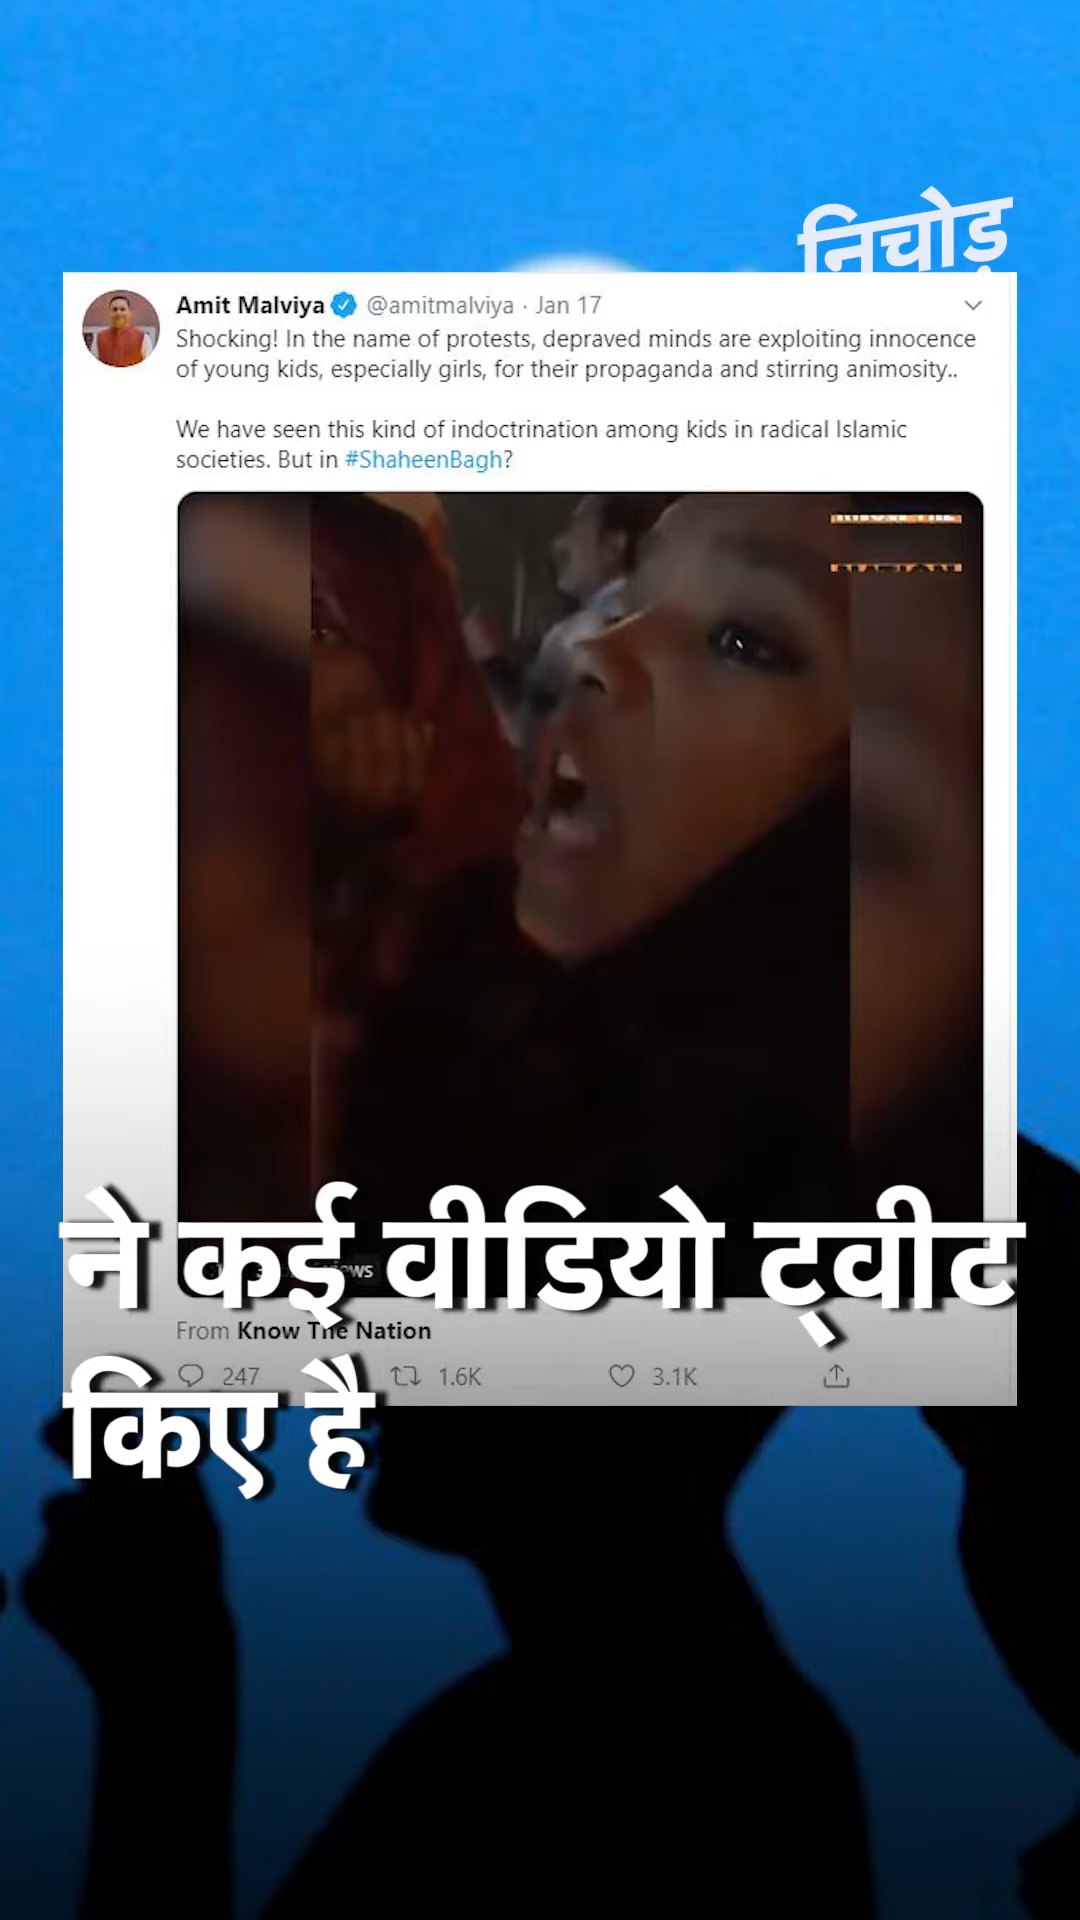 निचोड़
Amit Malviya @amitmalviya · Jan 17
Shocking! In the name of protests, depraved minds are exploiting innocence
of young kids, especially girls, for their propaganda and stirring animosity..
We have seen this kind of indoctrination among kids in radical Islamic
societies. But in #ShaheenBagh?
ने कई वीडियो ट्वीट
From Know The Nation
247 1.6K 3.1K
किए है